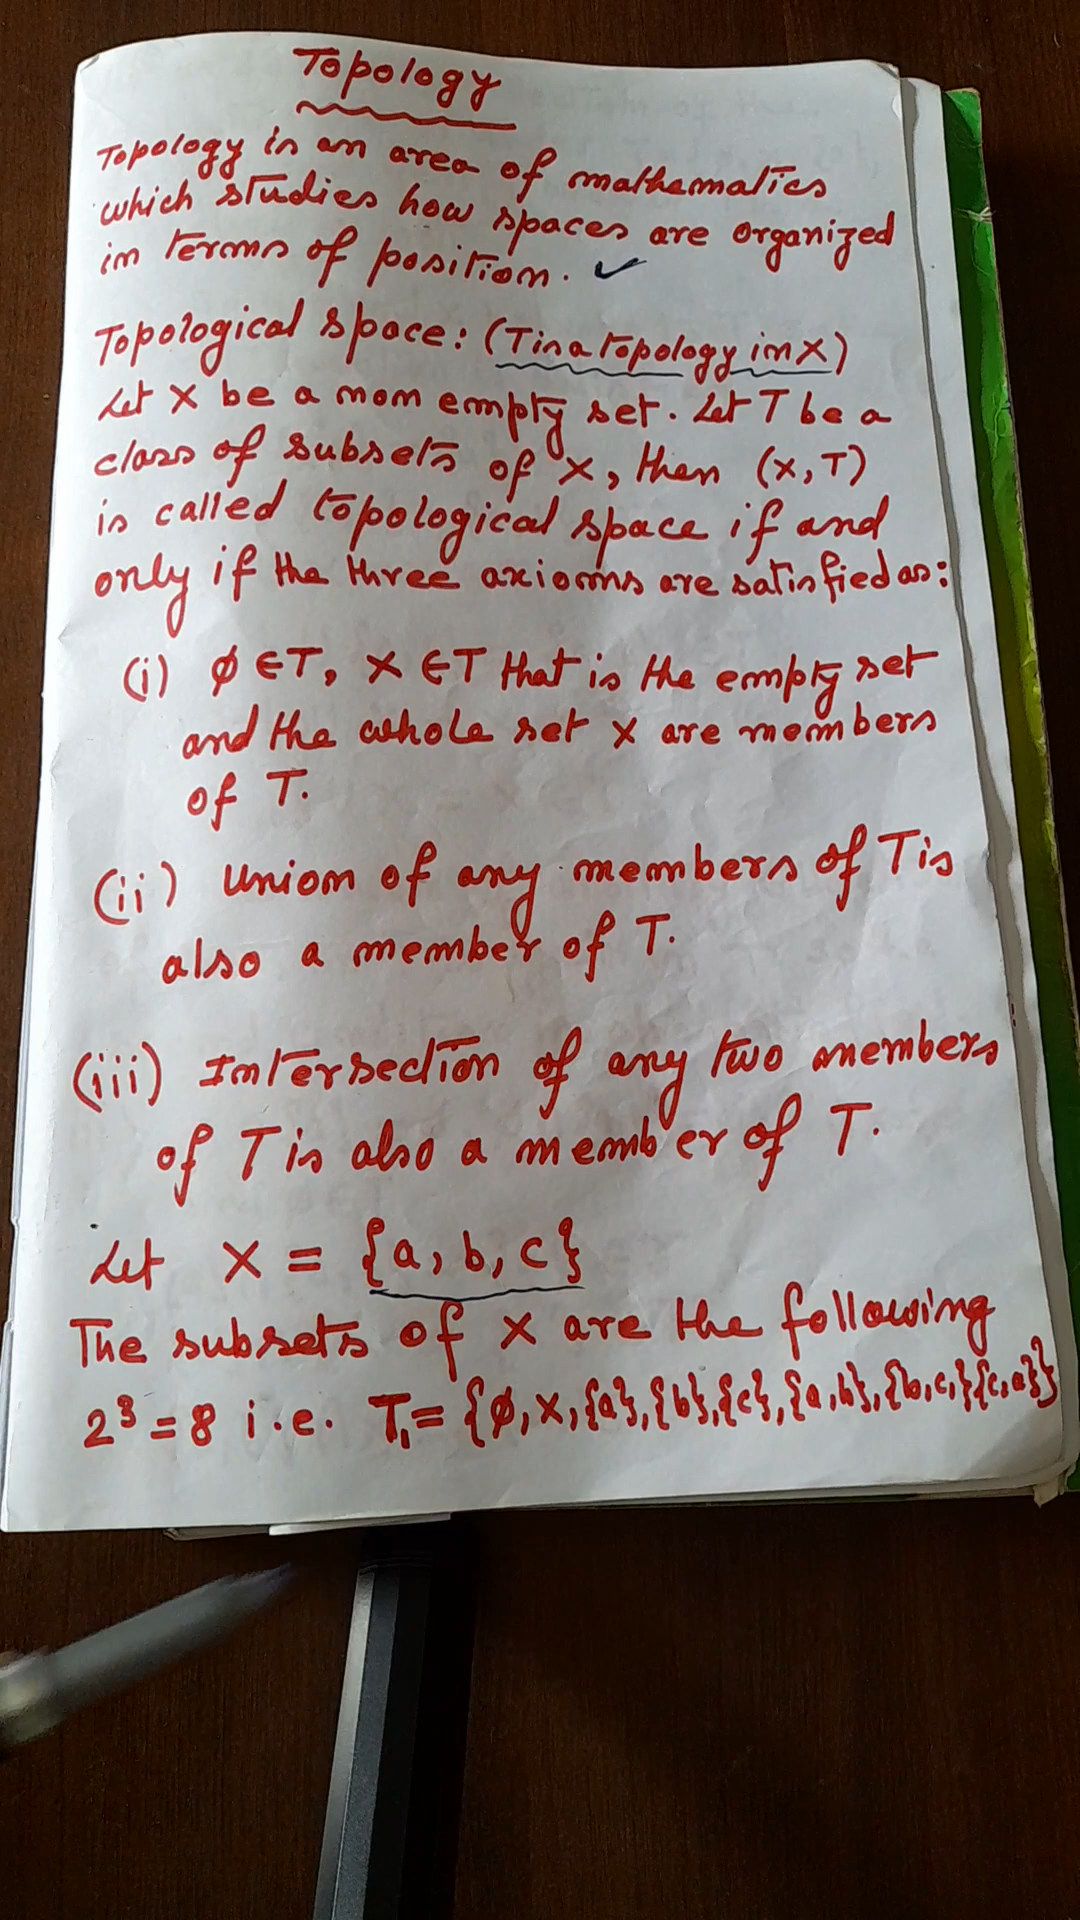 Topology
Topology is an area of mathematics
which studies how spaces are organized
in terms of position. ✓
Topological space: (T is a topology in X)
Let X be a non empty set. Let T be a
class of subsets of X, then (X, T)
is called topological space if and
only if the three axioms are satisfied as:
(i) ϕ ∈ T, X ∈ T that is the empty set
and the whole set X are members
of T.
(ii) Union of any members of T is
also a member of T.
(iii) Intersection of any two members
of T is also a member of T.
Let X = {a, b, c}
The subsets of X are the following
2³ = 8 i.e. T₁= {ϕ, X, {a}, {b}, {c}, {a, b}, {b, c,} {c, a}}